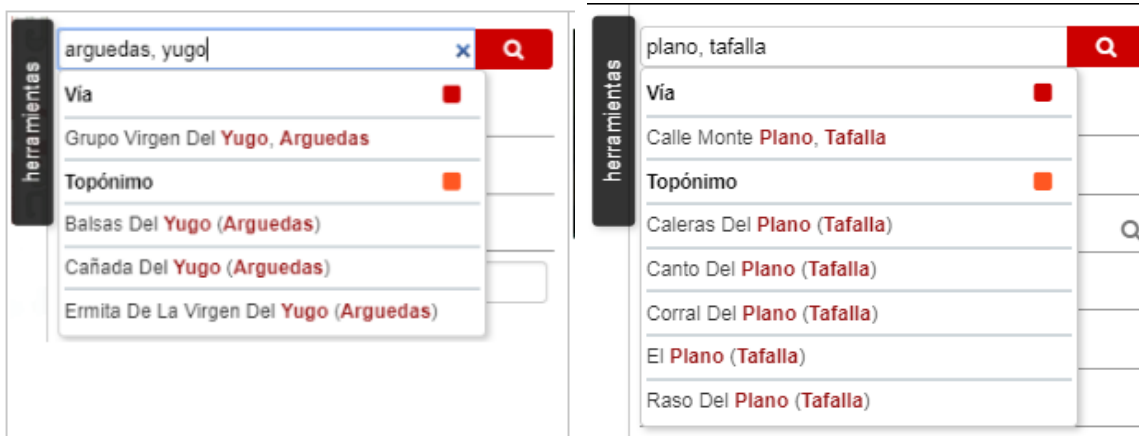 herramientas
arguedas, yugo
Vía
Grupo Virgen Del Yugo, Arguedas
Topónimo
Balsas Del Yugo (Arguedas)
Cañada Del Yugo (Arguedas)
Ermita De La Virgen Del Yugo (Arguedas)
herramientas
plano, tafalla
Vía
Calle Monte Plano, Tafalla
Topónimo
Caleras Del Plano (Tafalla)
Canto Del Plano (Tafalla)
Corral Del Plano (Tafalla)
El Plano (Tafalla)
Raso Del Plano (Tafalla)